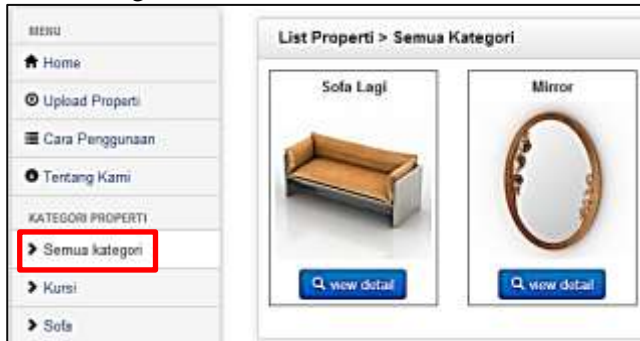 MENU
Home
Upload Properti
Cara Penggunaan
Tentang Kami
KATEGORI PROPERTI
Semua kategori
Kursi
Sofa
List Properti > Semua Kategori
Sofa Lagi
view detail
Mirror
view detail